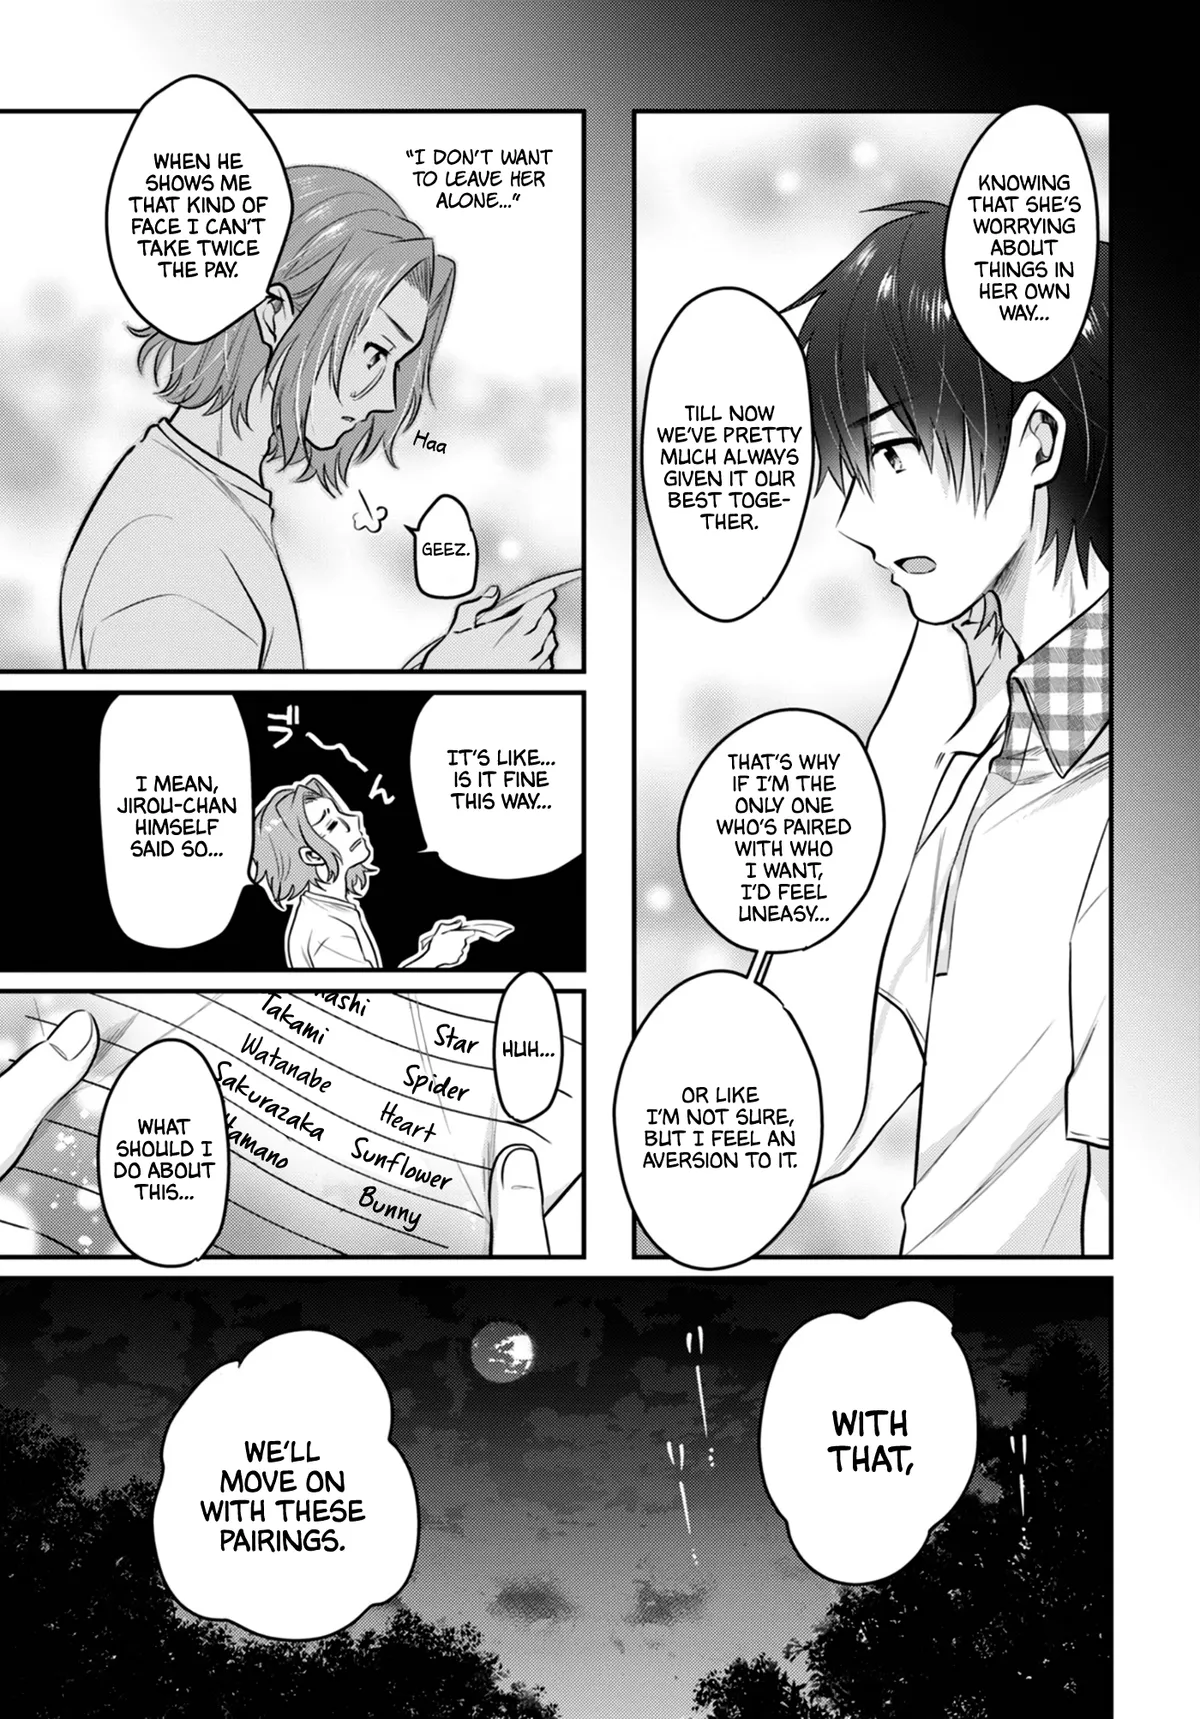 KNOWING
THAT SHE'S
WORRYING
ABOUT
THINGS IN
HER OWN
WAY...
TILL NOW
WE'VE PRETTY
MUCH ALWAYS
GIVEN IT OUR
BEST TOGE-
THER.
THAT'S WHY
IF I'M THE
ONLY ONE
WHO'S PAIRED
WITH WHO
I WANT,
I'D FEEL
UNEASY...
OR LIKE
I'M NOT SURE,
BUT I FEEL AN
AVERSION TO IT.
"I DON'T WANT
TO LEAVE HER
ALONE..."
WHEN HE
SHOWS ME
THAT KIND OF
FACE I CAN'T
TAKE TWICE
THE PAY.
Haa
GEEZ.
IT'S LIKE...
IS IT FINE
THIS WAY...
ず〜〜ん
I MEAN,
JIROU-CHAN
HIMSELF
SAID SO...
HUH...
Takami
Star
Watanabe
Spider
Sakurazaka
Heart
Sunflower
Bunny
WHAT
SHOULD I
DO ABOUT
THIS...
WITH
THAT,
WE'LL
MOVE ON
WITH THESE
PAIRINGS.